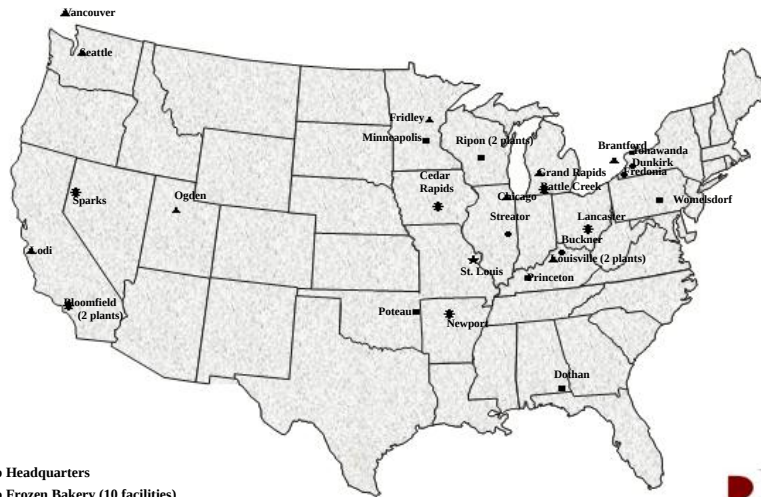 Vancouver
Seattle
Fridley
Minneapolis
Ripon (2 plants)
Brantford
Tonawanda
Dunkirk
Fredonia
Grand Rapids
Battle Creek
Cedar
Rapids
Chicago
Ogden
Sparks
Womelsdorf
Streator
Lancaster
Buckner
Lodi
Louisville (2 plants)
St. Louis
Princeton
Bloomfield
(2 plants)
Poteau
Newport
Dothan
Headquarters
Frozen Bakery (10 facilities)